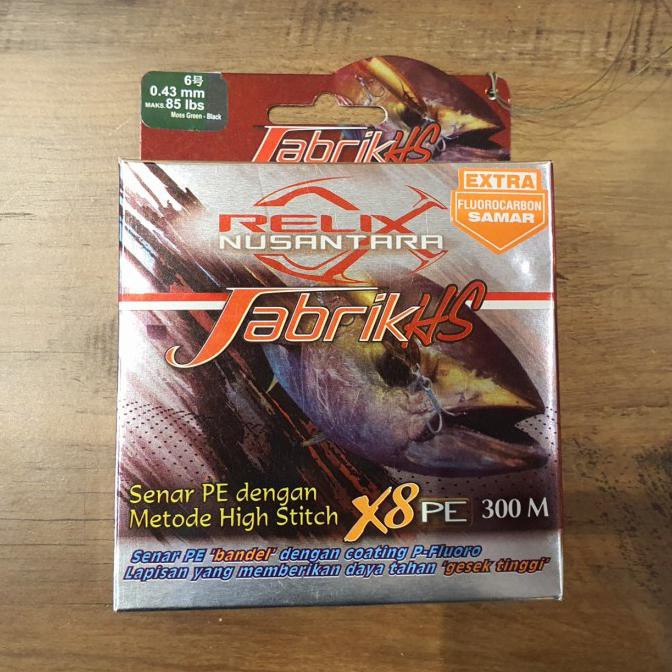 6号
0.43 mm
MAKS.85 lbs
Moss Green - Black
JabrikHS
EXTRA
FLUOROCARBON
SAMAR
RELIX
NUSANTARA
JabrikHS
Senar PE dengan
Metode High Stitch X8 PE 300 M
Senar PE 'bandel' dengan coating P-Fluoro
Lapisan yang memberikan daya tahan 'gesek tinggi'